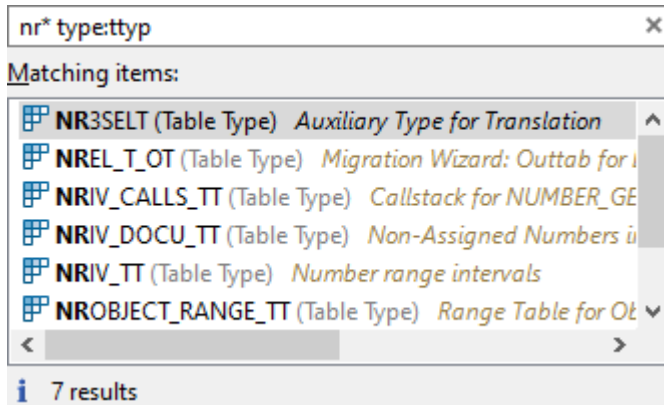 nr* type:ttyp
Matching items:
NR3SELT (Table Type) Auxiliary Type for Translation
NREL_T_OT (Table Type) Migration Wizard: Outtab for
NRIV_CALLS_TT (Table Type) Callstack for NUMBER_GE
NRIV_DOCU_TT (Table Type) Non-Assigned Numbers i
NRIV_TT (Table Type) Number range intervals
NROBJECT_RANGE_TT (Table Type) Range Table for Ob
7 results